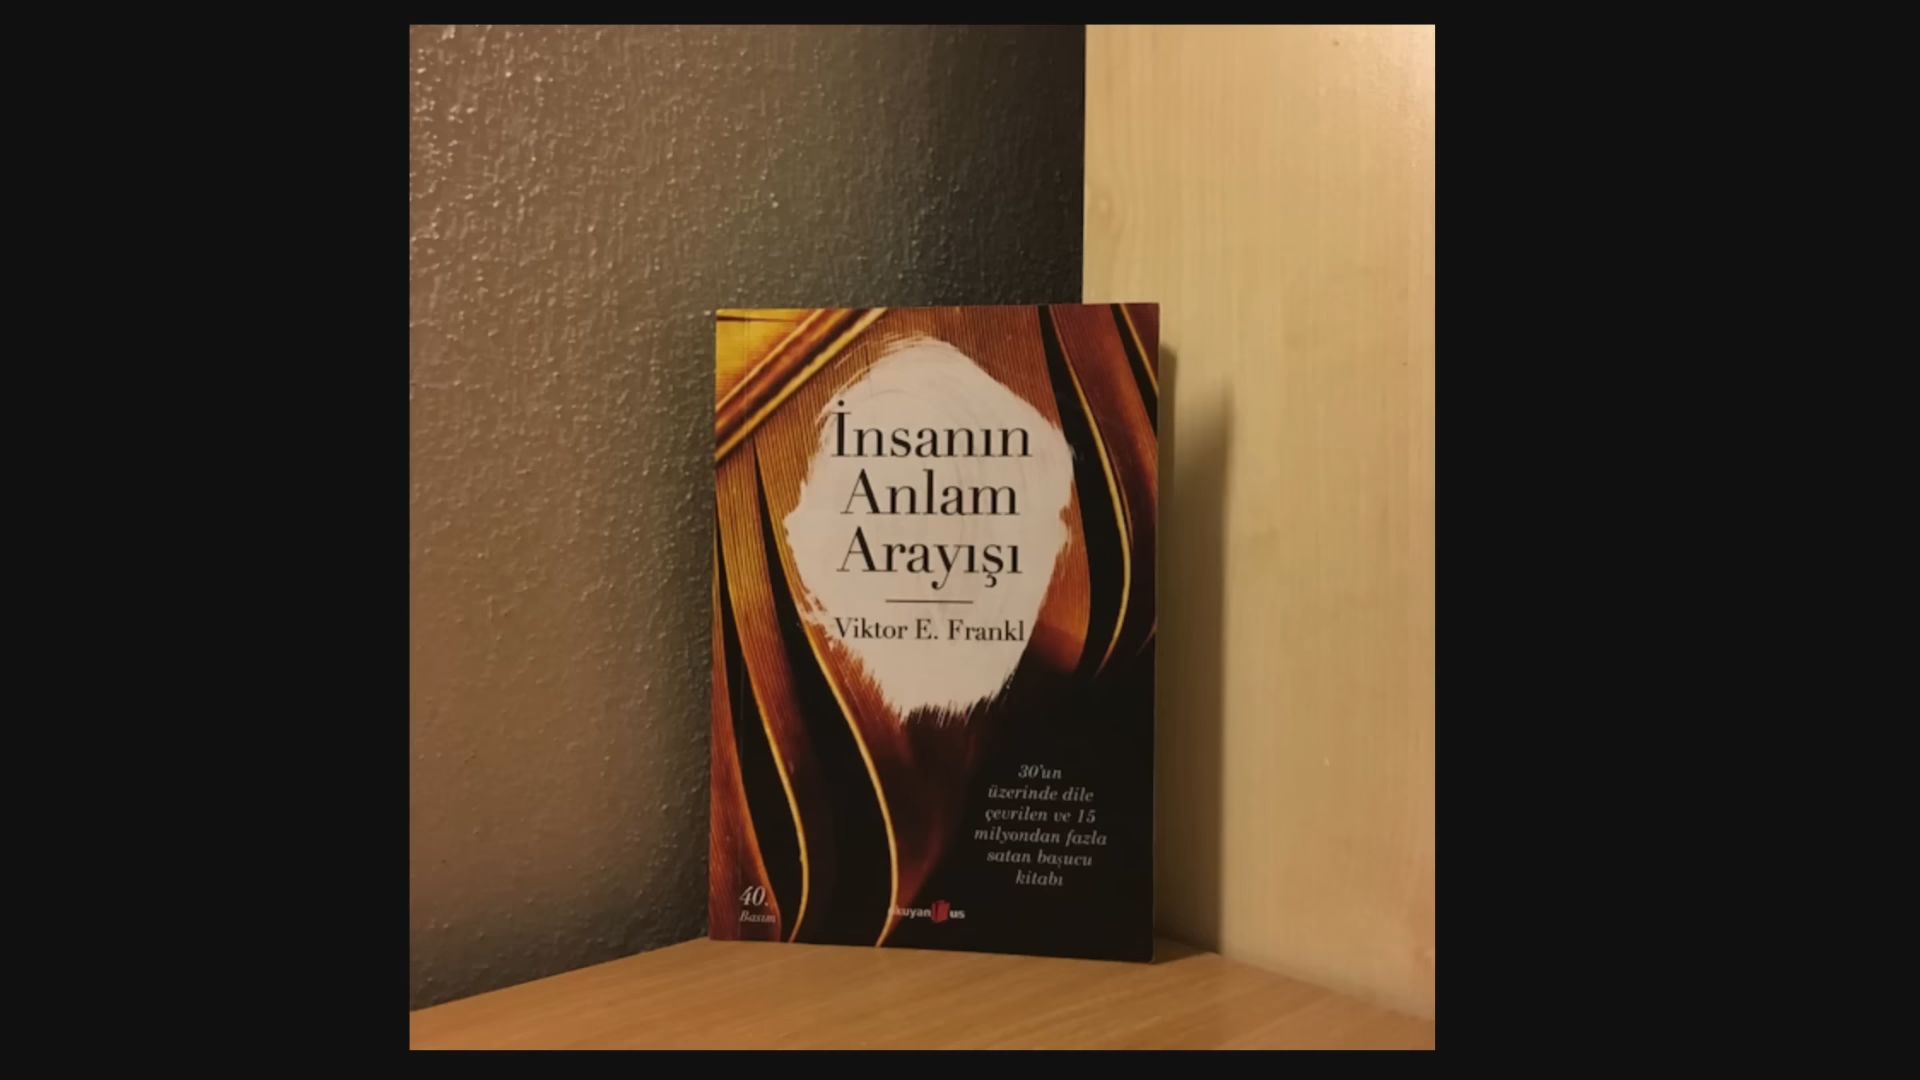 İnsanın
Anlam
Arayışı
Viktor E. Frankl
30'un
üzerinde dile
çevrilen ve 15
milyondan fazla
satan başucu
kitabı
40.
Basım
okuyan us